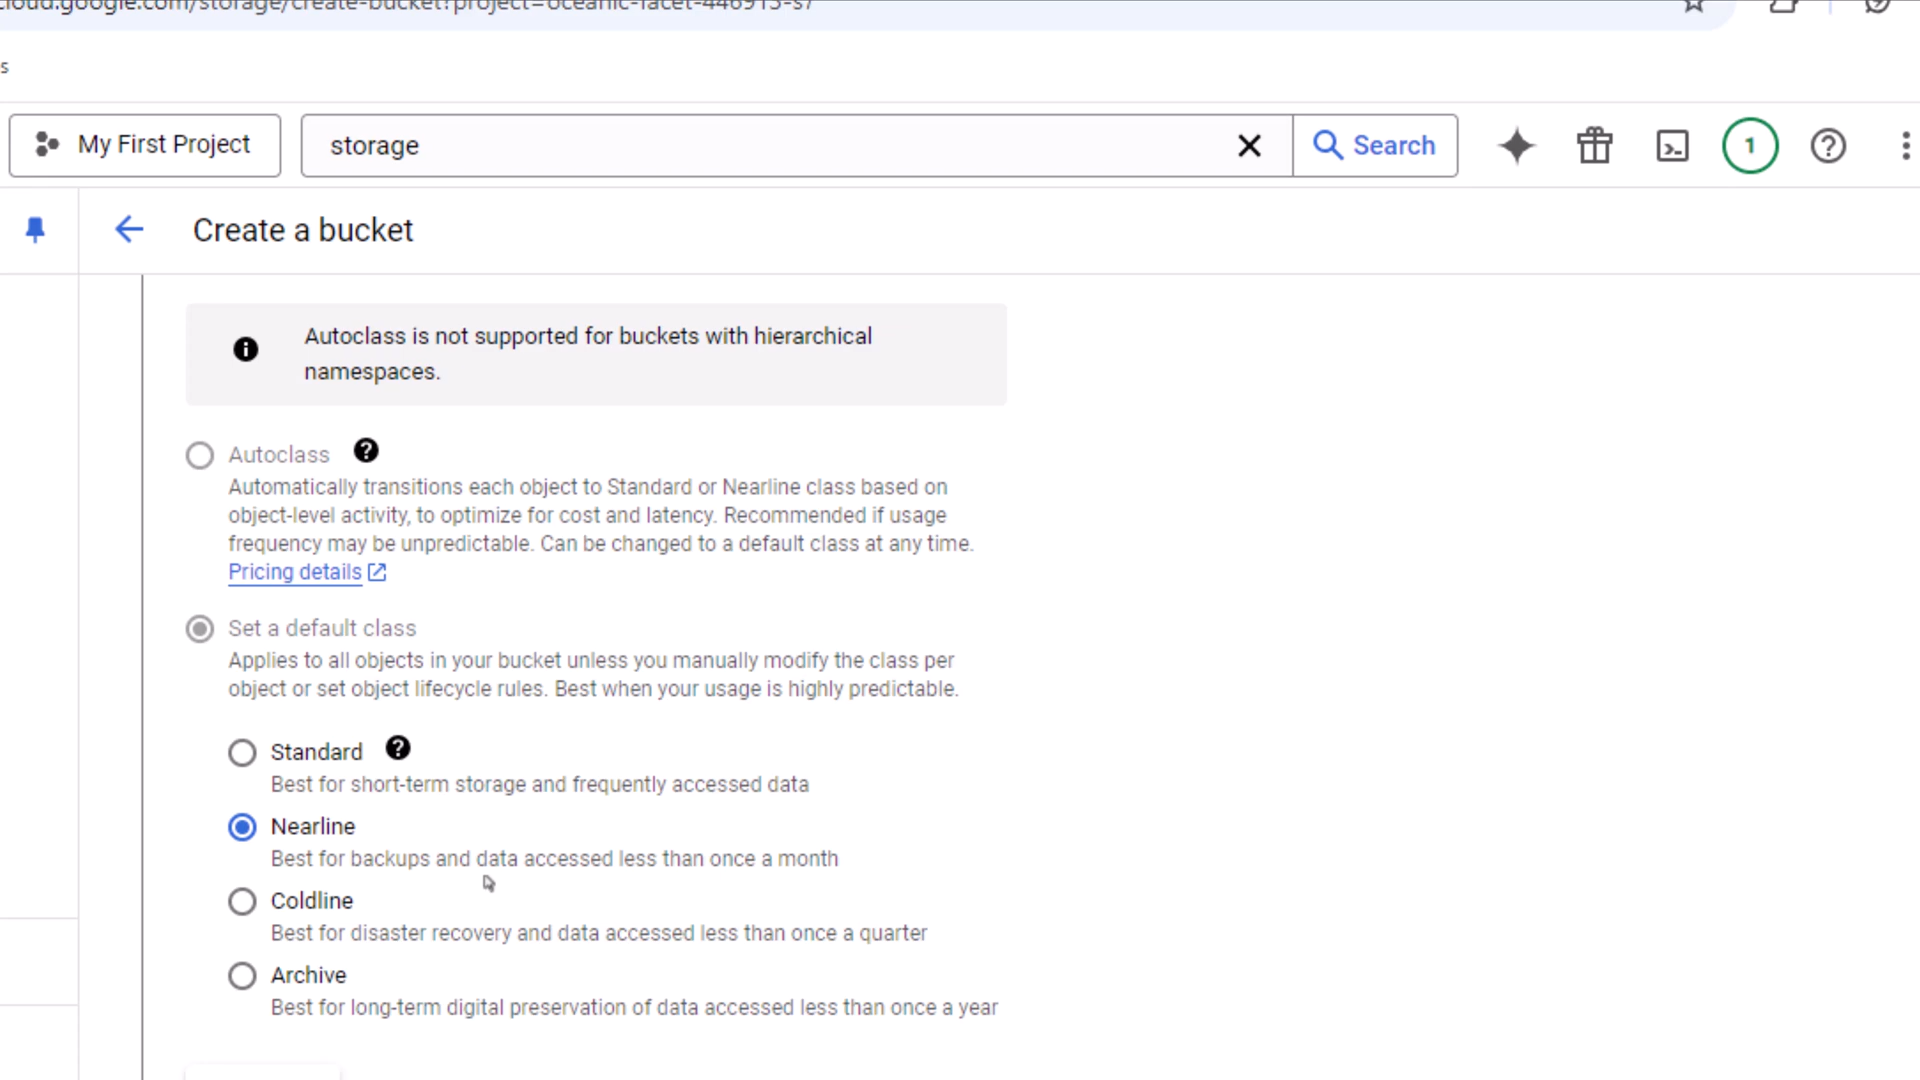 cloud.google.com/storage/create-bucket?project=oceanic-facet-446913-s7
s
My First Project
storage
Search
1
Create a bucket
Autoclass is not supported for buckets with hierarchical
namespaces.
Autoclass
Automatically transitions each object to Standard or Nearline class based on
object-level activity, to optimize for cost and latency. Recommended if usage
frequency may be unpredictable. Can be changed to a default class at any time.
Pricing details
Set a default class
Applies to all objects in your bucket unless you manually modify the class per
object or set object lifecycle rules. Best when your usage is highly predictable.
Standard
Best for short-term storage and frequently accessed data
Nearline
Best for backups and data accessed less than once a month
Coldline
Best for disaster recovery and data accessed less than once a quarter
Archive
Best for long-term digital preservation of data accessed less than once a year